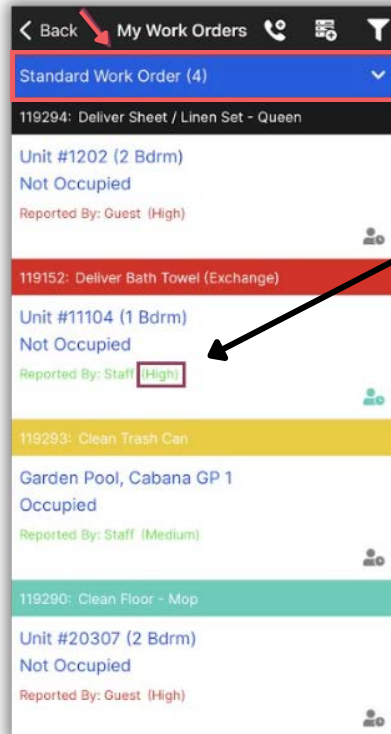 Back My Work Orders
Standard Work Order (4)
119294: Deliver Sheet / Linen Set - Queen
Unit #1202 (2 Bdrm)
Not Occupied
Reported By: Guest (High)
119152: Deliver Bath Towel (Exchange)
Unit #11104 (1 Bdrm)
Not Occupied
Reported By: Staff (High)
119293: Clean Trash Can
Garden Pool, Cabana GP 1
Occupied
Reported By: Staff (Medium)
119290: Clean Floor - Mop
Unit #20307 (2 Bdrm)
Not Occupied
Reported By: Guest (High)